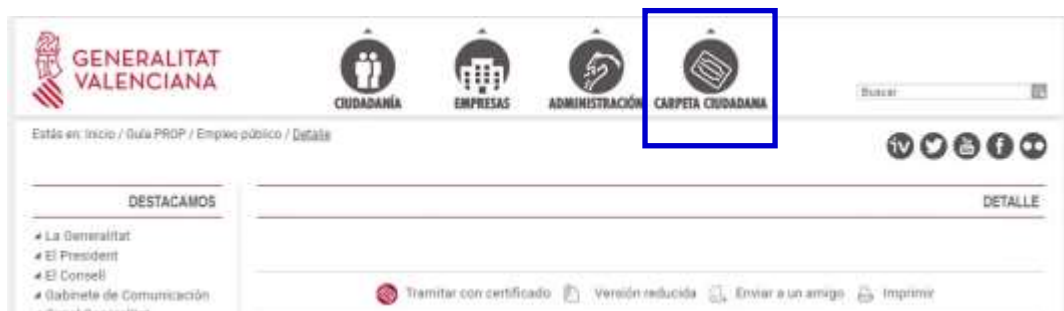 GENERALITAT
VALENCIANA
CIUDADANÍA
EMPRESAS
ADMINISTRACIÓN
CARPETA CIUDADANA
Buscar
Estás en: Inicio / Guía PROP / Empleo público / Detalle
DESTACAMOS
DETALLE
La Generalitat
El President
El Consell
Gabinete de Comunicación
Tramitar con certificado
Versión reducida
Enviar a un amigo
Imprimir